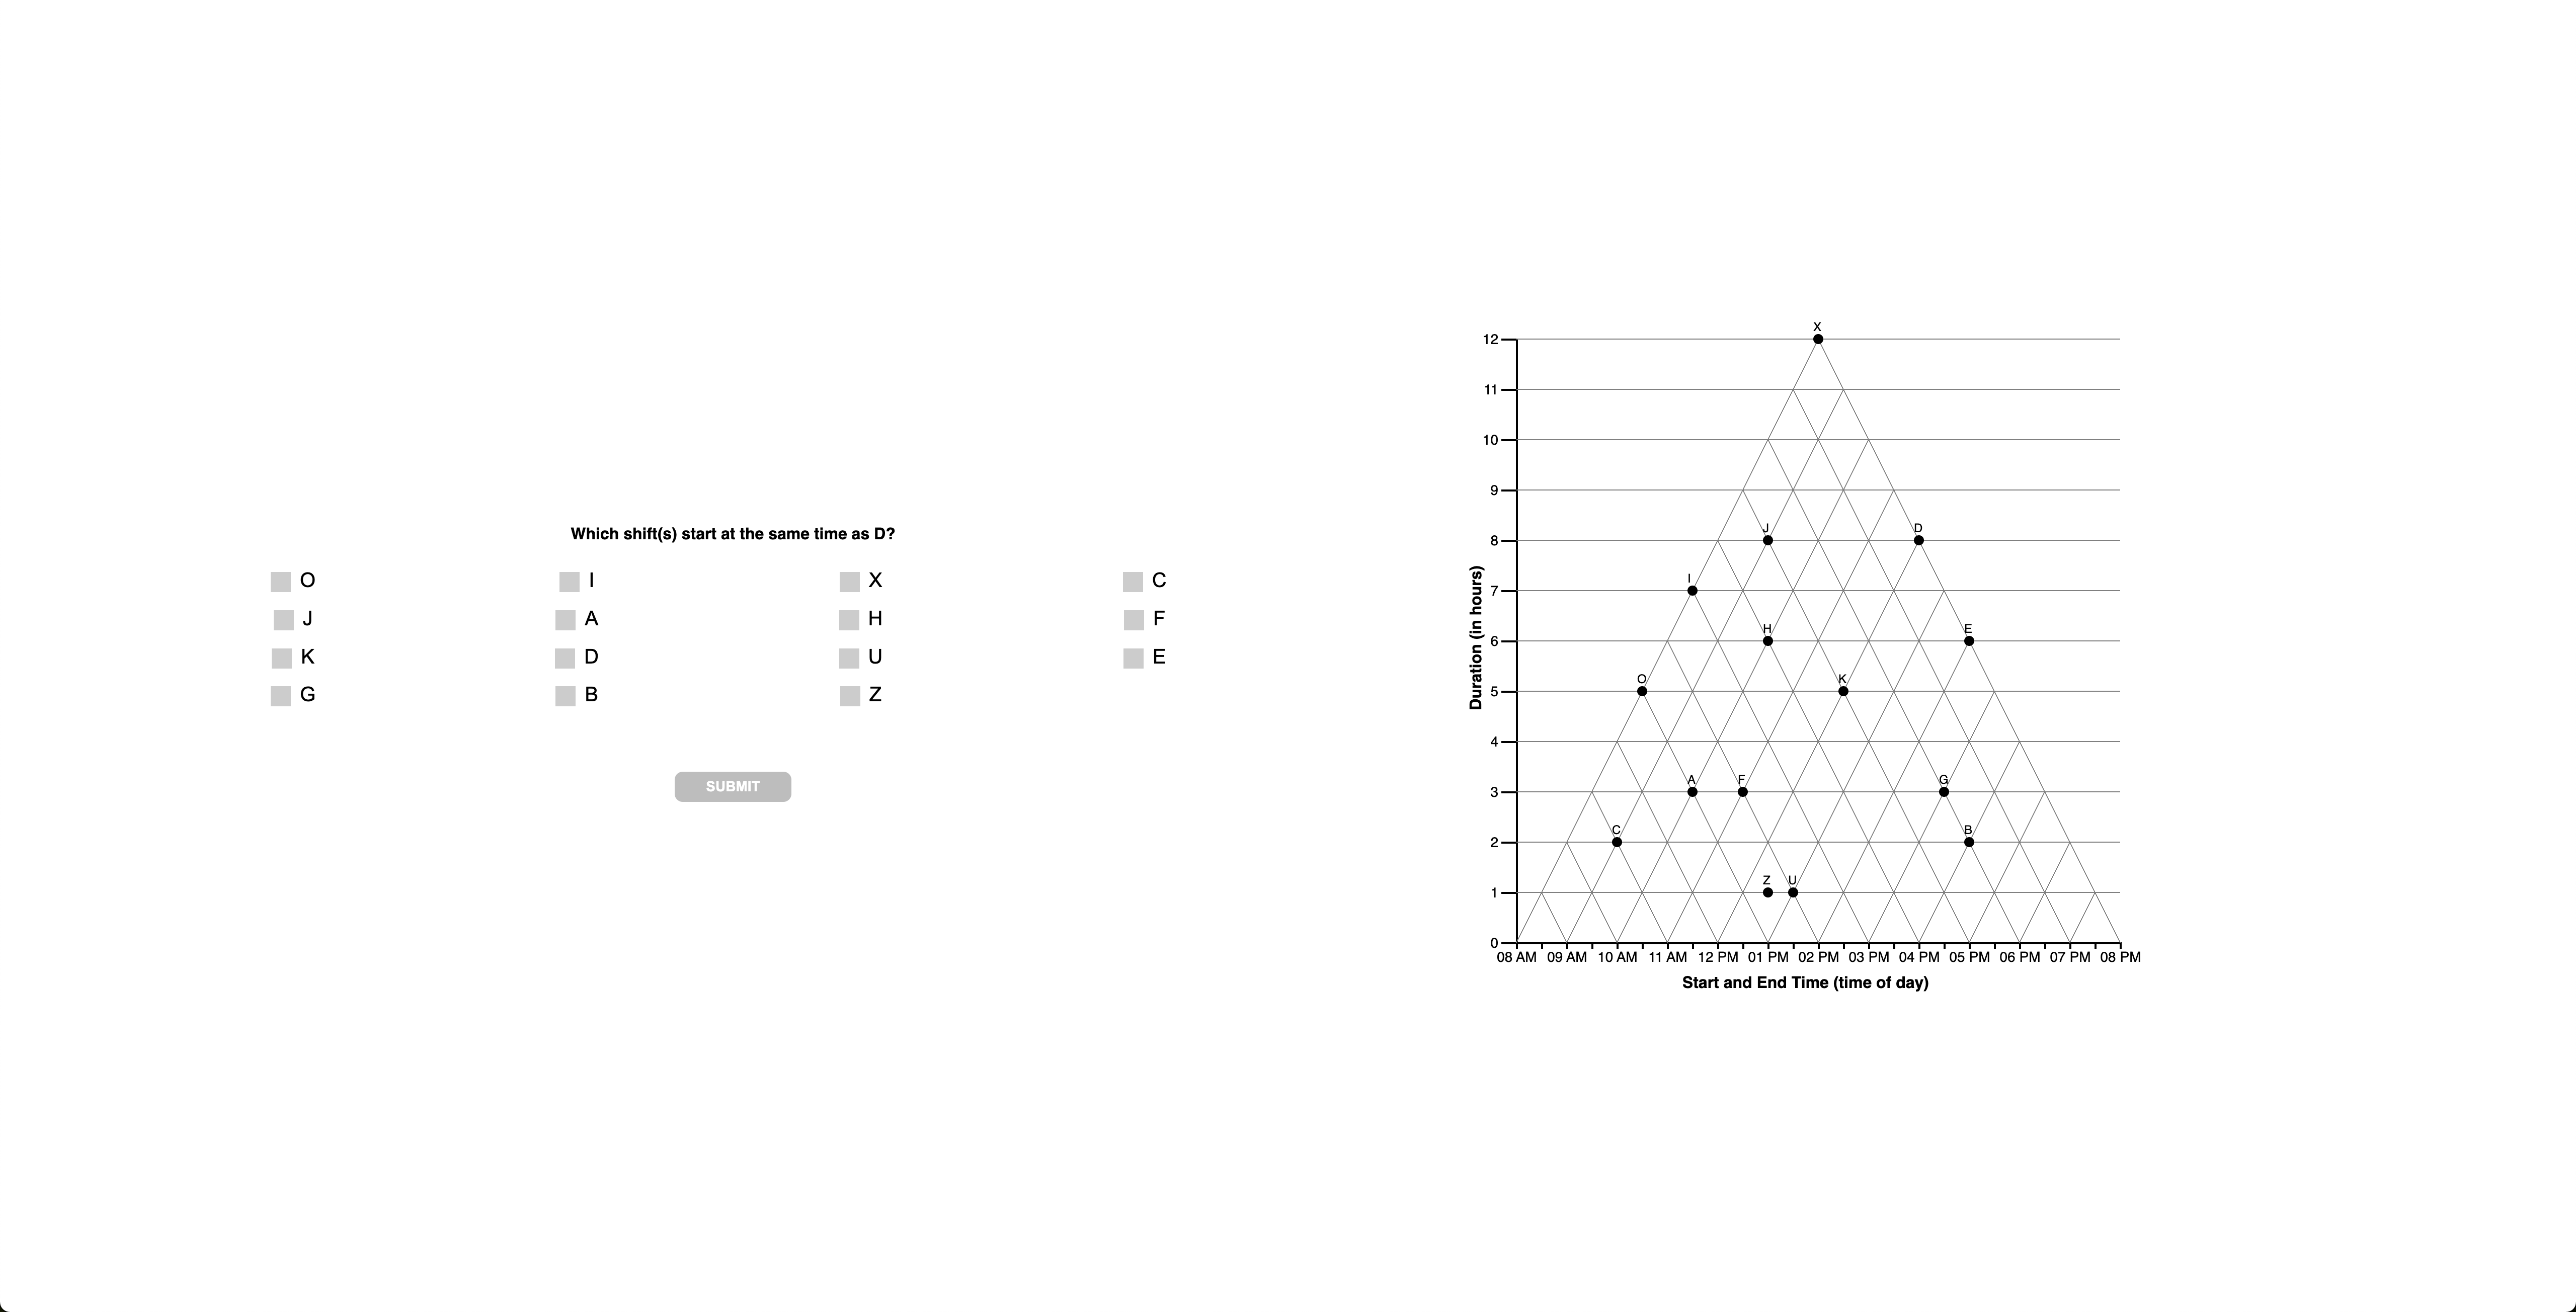 Which shift(s) start at the same time as D?
O I X C
J A H F
K D U E
G B Z
SUBMIT
X
12
11
10
9
J D
8
I
7
H E
6
O K
5
4
A F G
3
C B
2
Z U
1
0
Duration (in hours)
08 AM 09 AM 10 AM 11 AM 12 PM 01 PM 02 PM 03 PM 04 PM 05 PM 06 PM 07 PM 08 PM
Start and End Time (time of day)